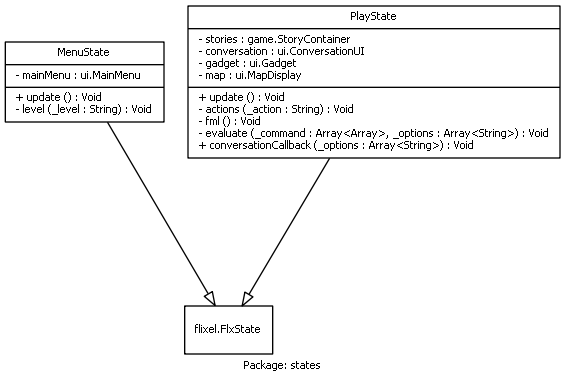 MenuState
- mainMenu : ui.MainMenu
+ update () : Void
- level (_level : String) : Void
PlayState
- stories : game.StoryContainer
- conversation : ui.ConversationUI
- gadget : ui.Gadget
- map : ui.MapDisplay
+ update () : Void
- actions (_action : String) : Void
- fml () : Void
- evaluate (_command : Array<Array>, _options : Array<String>) : Void
+ conversationCallback (_options : Array<String>) : Void
flixel.FlxState
Package: states